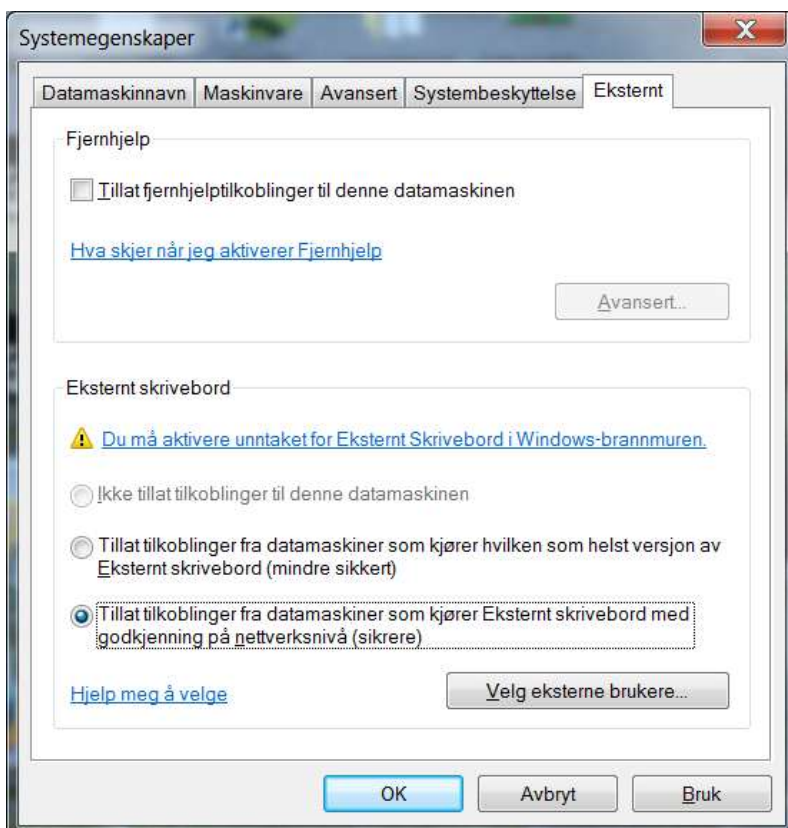 Systemegenskaper
Datamaskinnavn Maskinvare Avansert Systembeskyttelse Eksternt
Fjernhjelp
Tillat fjernhjelptilkoblinger til denne datamaskinen
Hva skjer når jeg aktiverer Fjernhjelp
Avansert...
Eksternt skrivebord
Du må aktivere unntaket for Eksternt Skrivebord i Windows-brannmuren.
Ikke tillat tilkoblinger til denne datamaskinen
Tillat tilkoblinger fra datamaskiner som kjører hvilken som helst versjon av
Eksternt skrivebord (mindre sikkert)
Tillat tilkoblinger fra datamaskiner som kjører Eksternt skrivebord med
godkjenning på nettverksnivå (sikrere)
Hjelp meg å velge
Velg eksterne brukere...
OK Avbryt Bruk